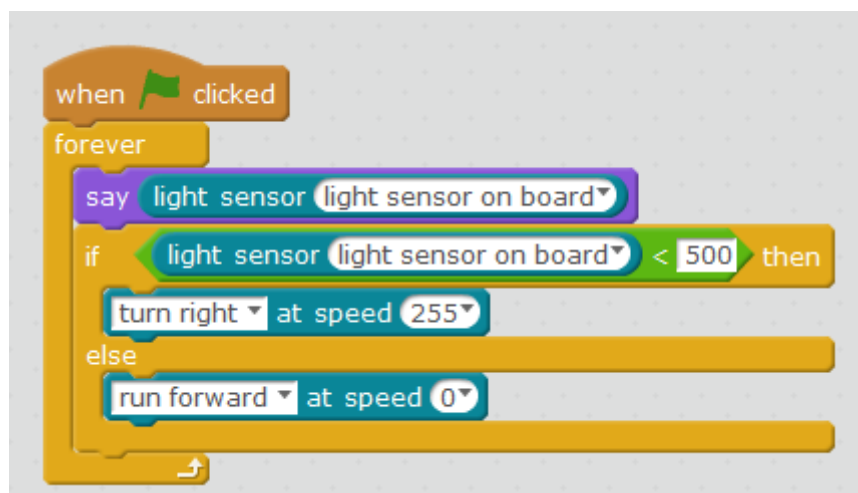 when clicked
forever
say light sensor light sensor on board
if light sensor light sensor on board < 500 then
turn right at speed 255
else
run forward at speed 0